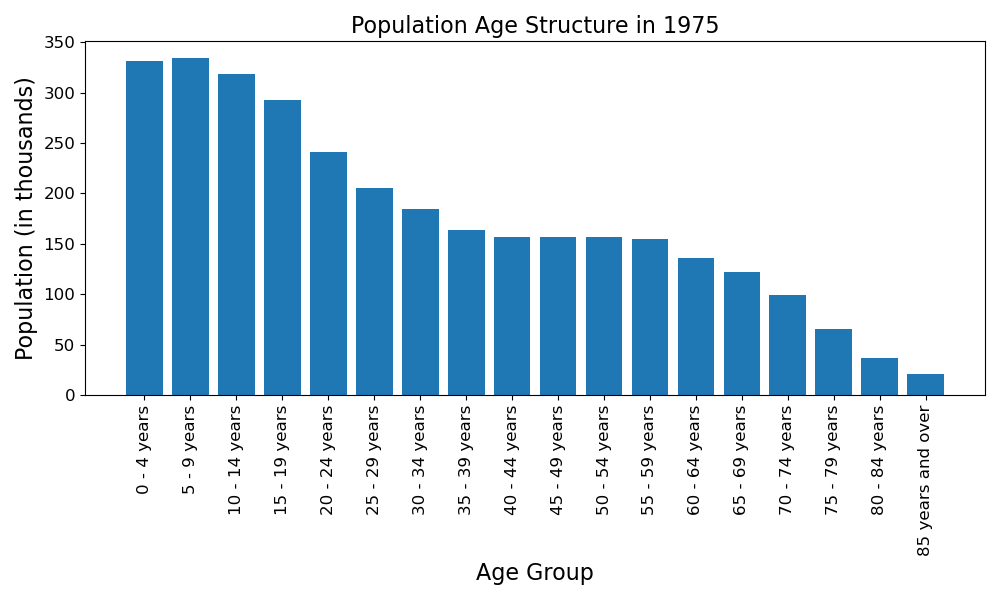 Population Age Structure in 1975
Population (in thousands)
350
300
250
200
150
100
50
0
0 - 4 years
5 - 9 years
10 - 14 years
15 - 19 years
20 - 24 years
25 - 29 years
30 - 34 years
35 - 39 years
40 - 44 years
45 - 49 years
50 - 54 years
55 - 59 years
60 - 64 years
65 - 69 years
70 - 74 years
75 - 79 years
80 - 84 years
85 years and over
Age Group